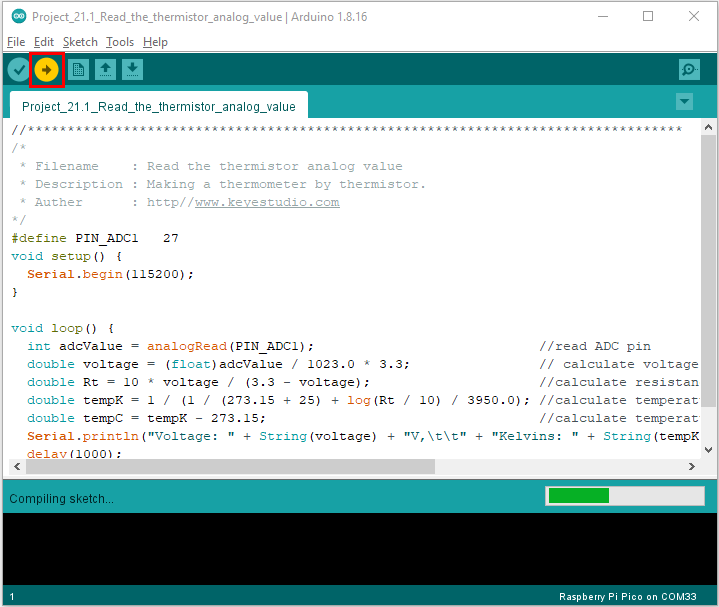 Project_21.1_Read_the_thermistor_analog_value | Arduino 1.8.16
File Edit Sketch Tools Help
Project_21.1_Read_the_thermistor_analog_value
//**********************************************************************************
/*
 * Filename    : Read the thermistor analog value
 * Description : Making a thermometer by thermistor.
 * Auther      : http//www.keyestudio.com
*/
#define PIN_ADC1   27
void setup() {
  Serial.begin(115200);
}
void loop() {
  int adcValue = analogRead(PIN_ADC1);                            //read ADC pin
  double voltage = (float)adcValue / 1023.0 * 3.3;                // calculate voltage
  double Rt = 10 * voltage / (3.3 - voltage);                     //calculate resistan
  double tempK = 1 / (1 / (273.15 + 25) + log(Rt / 10) / 3950.0); //calculate temperat
  double tempC = tempK - 273.15;                                  //calculate temperat
  Serial.println("Voltage: " + String(voltage) + "V,\t\t" + "Kelvins: " + String(tempK
  delay(1000);
Compiling sketch...
1 Raspberry Pi Pico on COM33